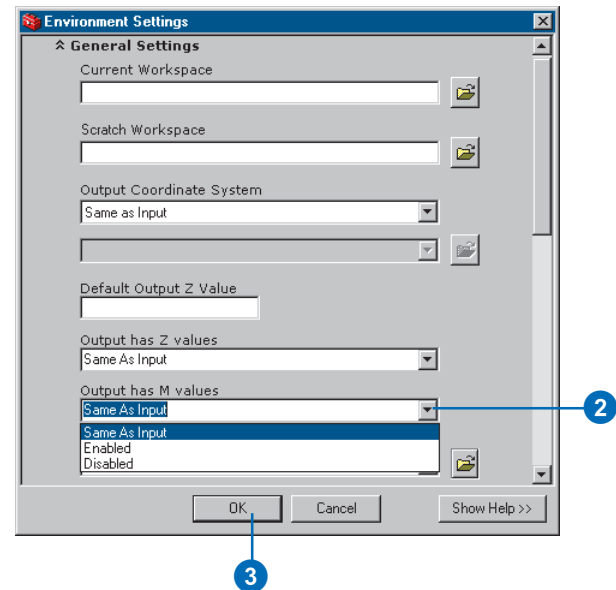 Environment Settings
General Settings
Current Workspace
Scratch Workspace
Output Coordinate System
Same as Input
Default Output Z Value
Output has Z values
Same As Input
Output has M values
Same As Input
2
Same As Input
Enabled
Disabled
OK
Cancel
Show Help >>
3